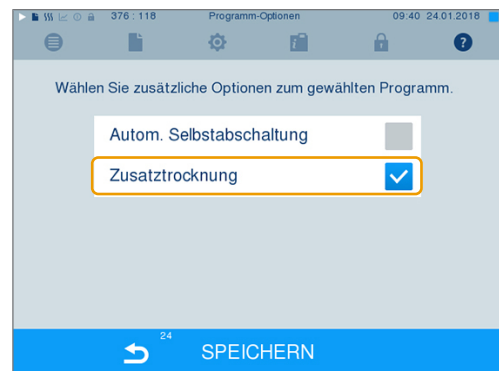 376 : 118 Programm-Optionen 09:40 24.01.2018
?
Wählen Sie zusätzliche Optionen zum gewählten Programm.
Autom. Selbstabschaltung
Zusatztrocknung
24
SPEICHERN